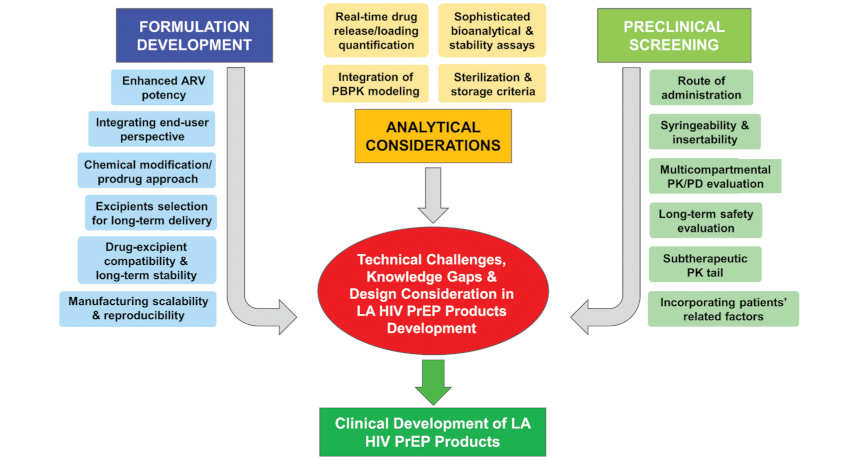 FORMULATION
DEVELOPMENT
Enhanced ARV
potency
Integrating end-user
perspective
Chemical modification/
prodrug approach
Excipients selection
for long-term delivery
Drug-excipient
compatibility &
long-term stability
Manufacturing scalability
& reproducibility
Real-time drug
release/loading
quantification
Sophisticated
bioanalytical &
stability assays
Integration of
PBPK modeling
Sterilization &
storage criteria
ANALYTICAL
CONSIDERATIONS
PRECLINICAL
SCREENING
Route of
administration
Syringeability &
insertability
Multicompartmental
PK/PD evaluation
Long-term safety
evaluation
Subtherapeutic
PK tail
Incorporating patients'
related factors
Technical Challenges,
Knowledge Gaps &
Design Consideration in
LA HIV PrEP Products
Development
Clinical Development of LA
HIV PrEP Products